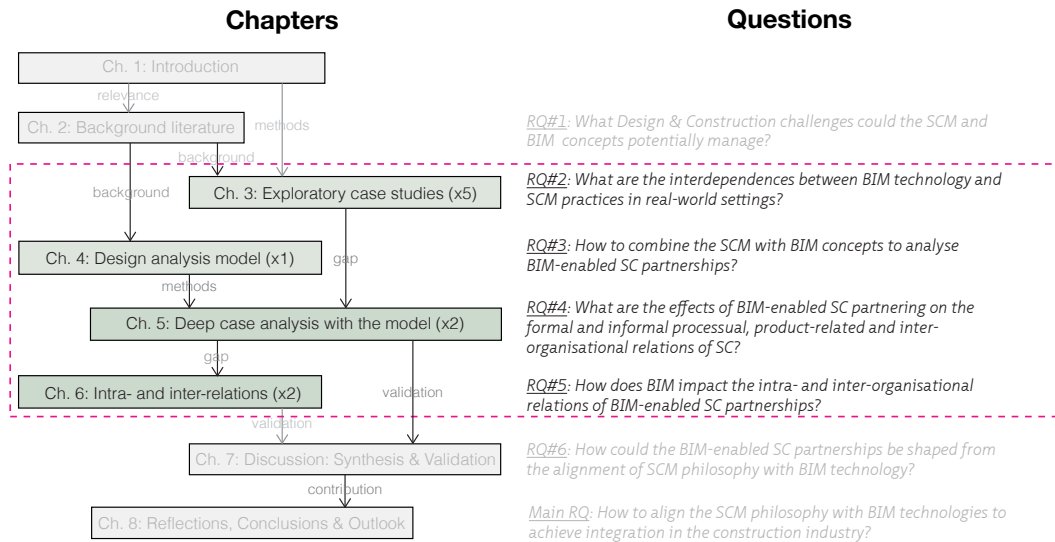 Chapters
Questions
Ch. 1: Introduction
relevance
Ch. 2: Background literature
methods
RQ#1: What Design & Construction challenges could the SCM and
BIM concepts potentially manage?
background
background
Ch. 3: Exploratory case studies (x5)
RQ#2: What are the interdependences between BIM technology and
SCM practices in real-world settings?
Ch. 4: Design analysis model (x1)
gap
RQ#3: How to combine the SCM with BIM concepts to analyse
BIM-enabled SC partnerships?
methods
Ch. 5: Deep case analysis with the model (x2)
RQ#4: What are the effects of BIM-enabled SC partnering on the
formal and informal processual, product-related and inter-
organisational relations of SC?
gap
Ch. 6: Intra- and inter-relations (x2)
validation
RQ#5: How does BIM impact the intra- and inter-organisational
relations of BIM-enabled SC partnerships?
validation
Ch. 7: Discussion: Synthesis & Validation
RQ#6: How could the BIM-enabled SC partnerships be shaped from
the alignment of SCM philosophy with BIM technology?
contribution
Ch. 8: Reflections, Conclusions & Outlook
Main RQ: How to align the SCM philosophy with BIM technologies to
achieve integration in the construction industry?